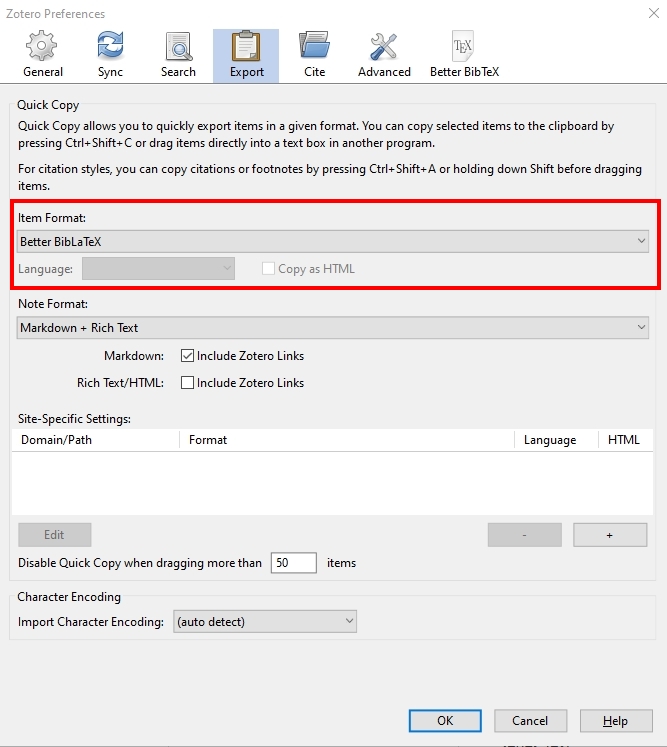 Zotero Preferences
General Sync Search Export Cite Advanced Better BibTeX
TEX
Quick Copy
Quick Copy allows you to quickly export items in a given format. You can copy selected items to the clipboard by
pressing Ctrl+Shift+C or drag items directly into a text box in another program.
For citation styles, you can copy citations or footnotes by pressing Ctrl+Shift+A or holding down Shift before dragging
items.
Item Format:
Better BibLaTeX
Language: Copy as HTML
Note Format:
Markdown + Rich Text
Markdown: Include Zotero Links
Rich Text/HTML: Include Zotero Links
Site-Specific Settings:
Domain/Path Format Language HTML
Edit - +
Disable Quick Copy when dragging more than 50 items
Character Encoding
Import Character Encoding: (auto detect)
OK Cancel Help